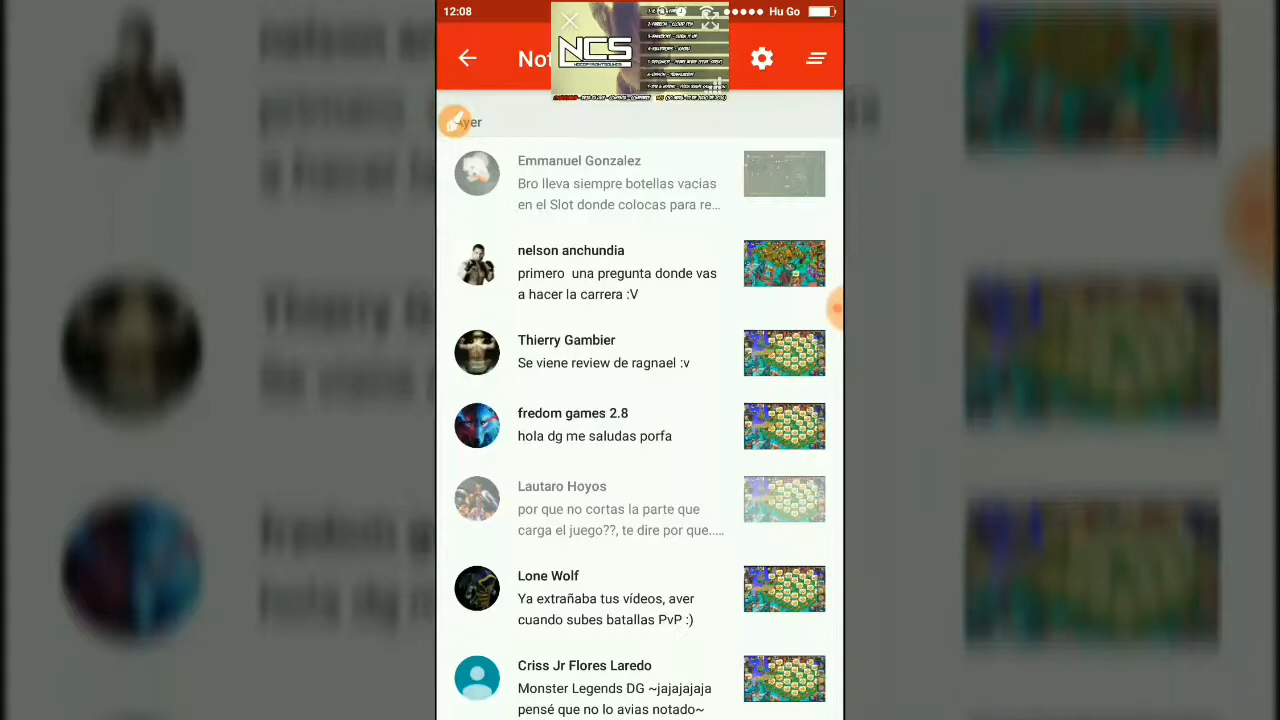 12:08
Hu Go
Not
NCS
Ayer
Emmanuel Gonzalez
Bro lleva siempre botellas vacias
en el Slot donde colocas para re...
nelson anchundia
primero una pregunta donde vas
a hacer la carrera :V
Thierry Gambier
Se viene review de ragnael :v
fredom games 2.8
hola dg me saludas porfa
Lautaro Hoyos
por que no cortas la parte que
carga el juego??, te dire por que.....
Lone Wolf
Ya extrañaba tus vídeos, aver
cuando subes batallas PvP :)
Criss Jr Flores Laredo
Monster Legends DG ~jajajajaja
pensé que no lo avias notado~